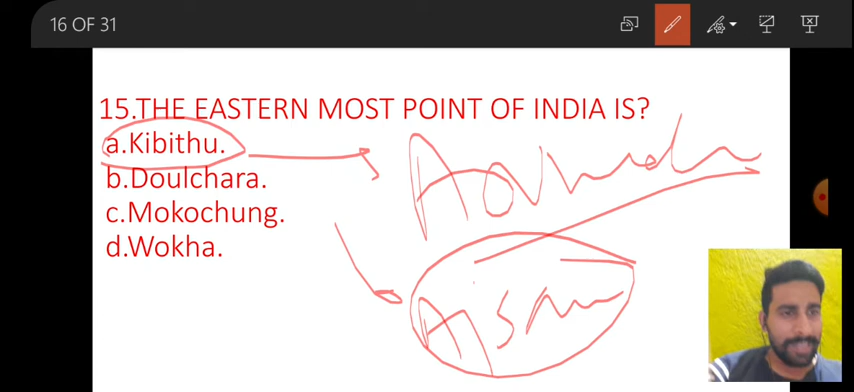 16 OF 31
15.THE EASTERN MOST POINT OF INDIA IS?
a.Kibithu.
b.Doulchara.
c.Mokochung.
d.Wokha.